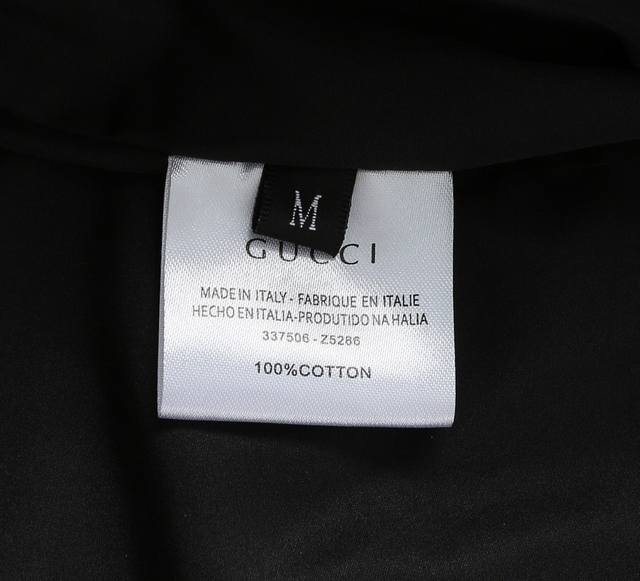 M
GUCCI
MADE IN ITALY - FABRIQUE EN ITALIE
HECHO EN ITALIA-PRODUTIDO NA HALIA
337506 - Z5286
100%COTTON